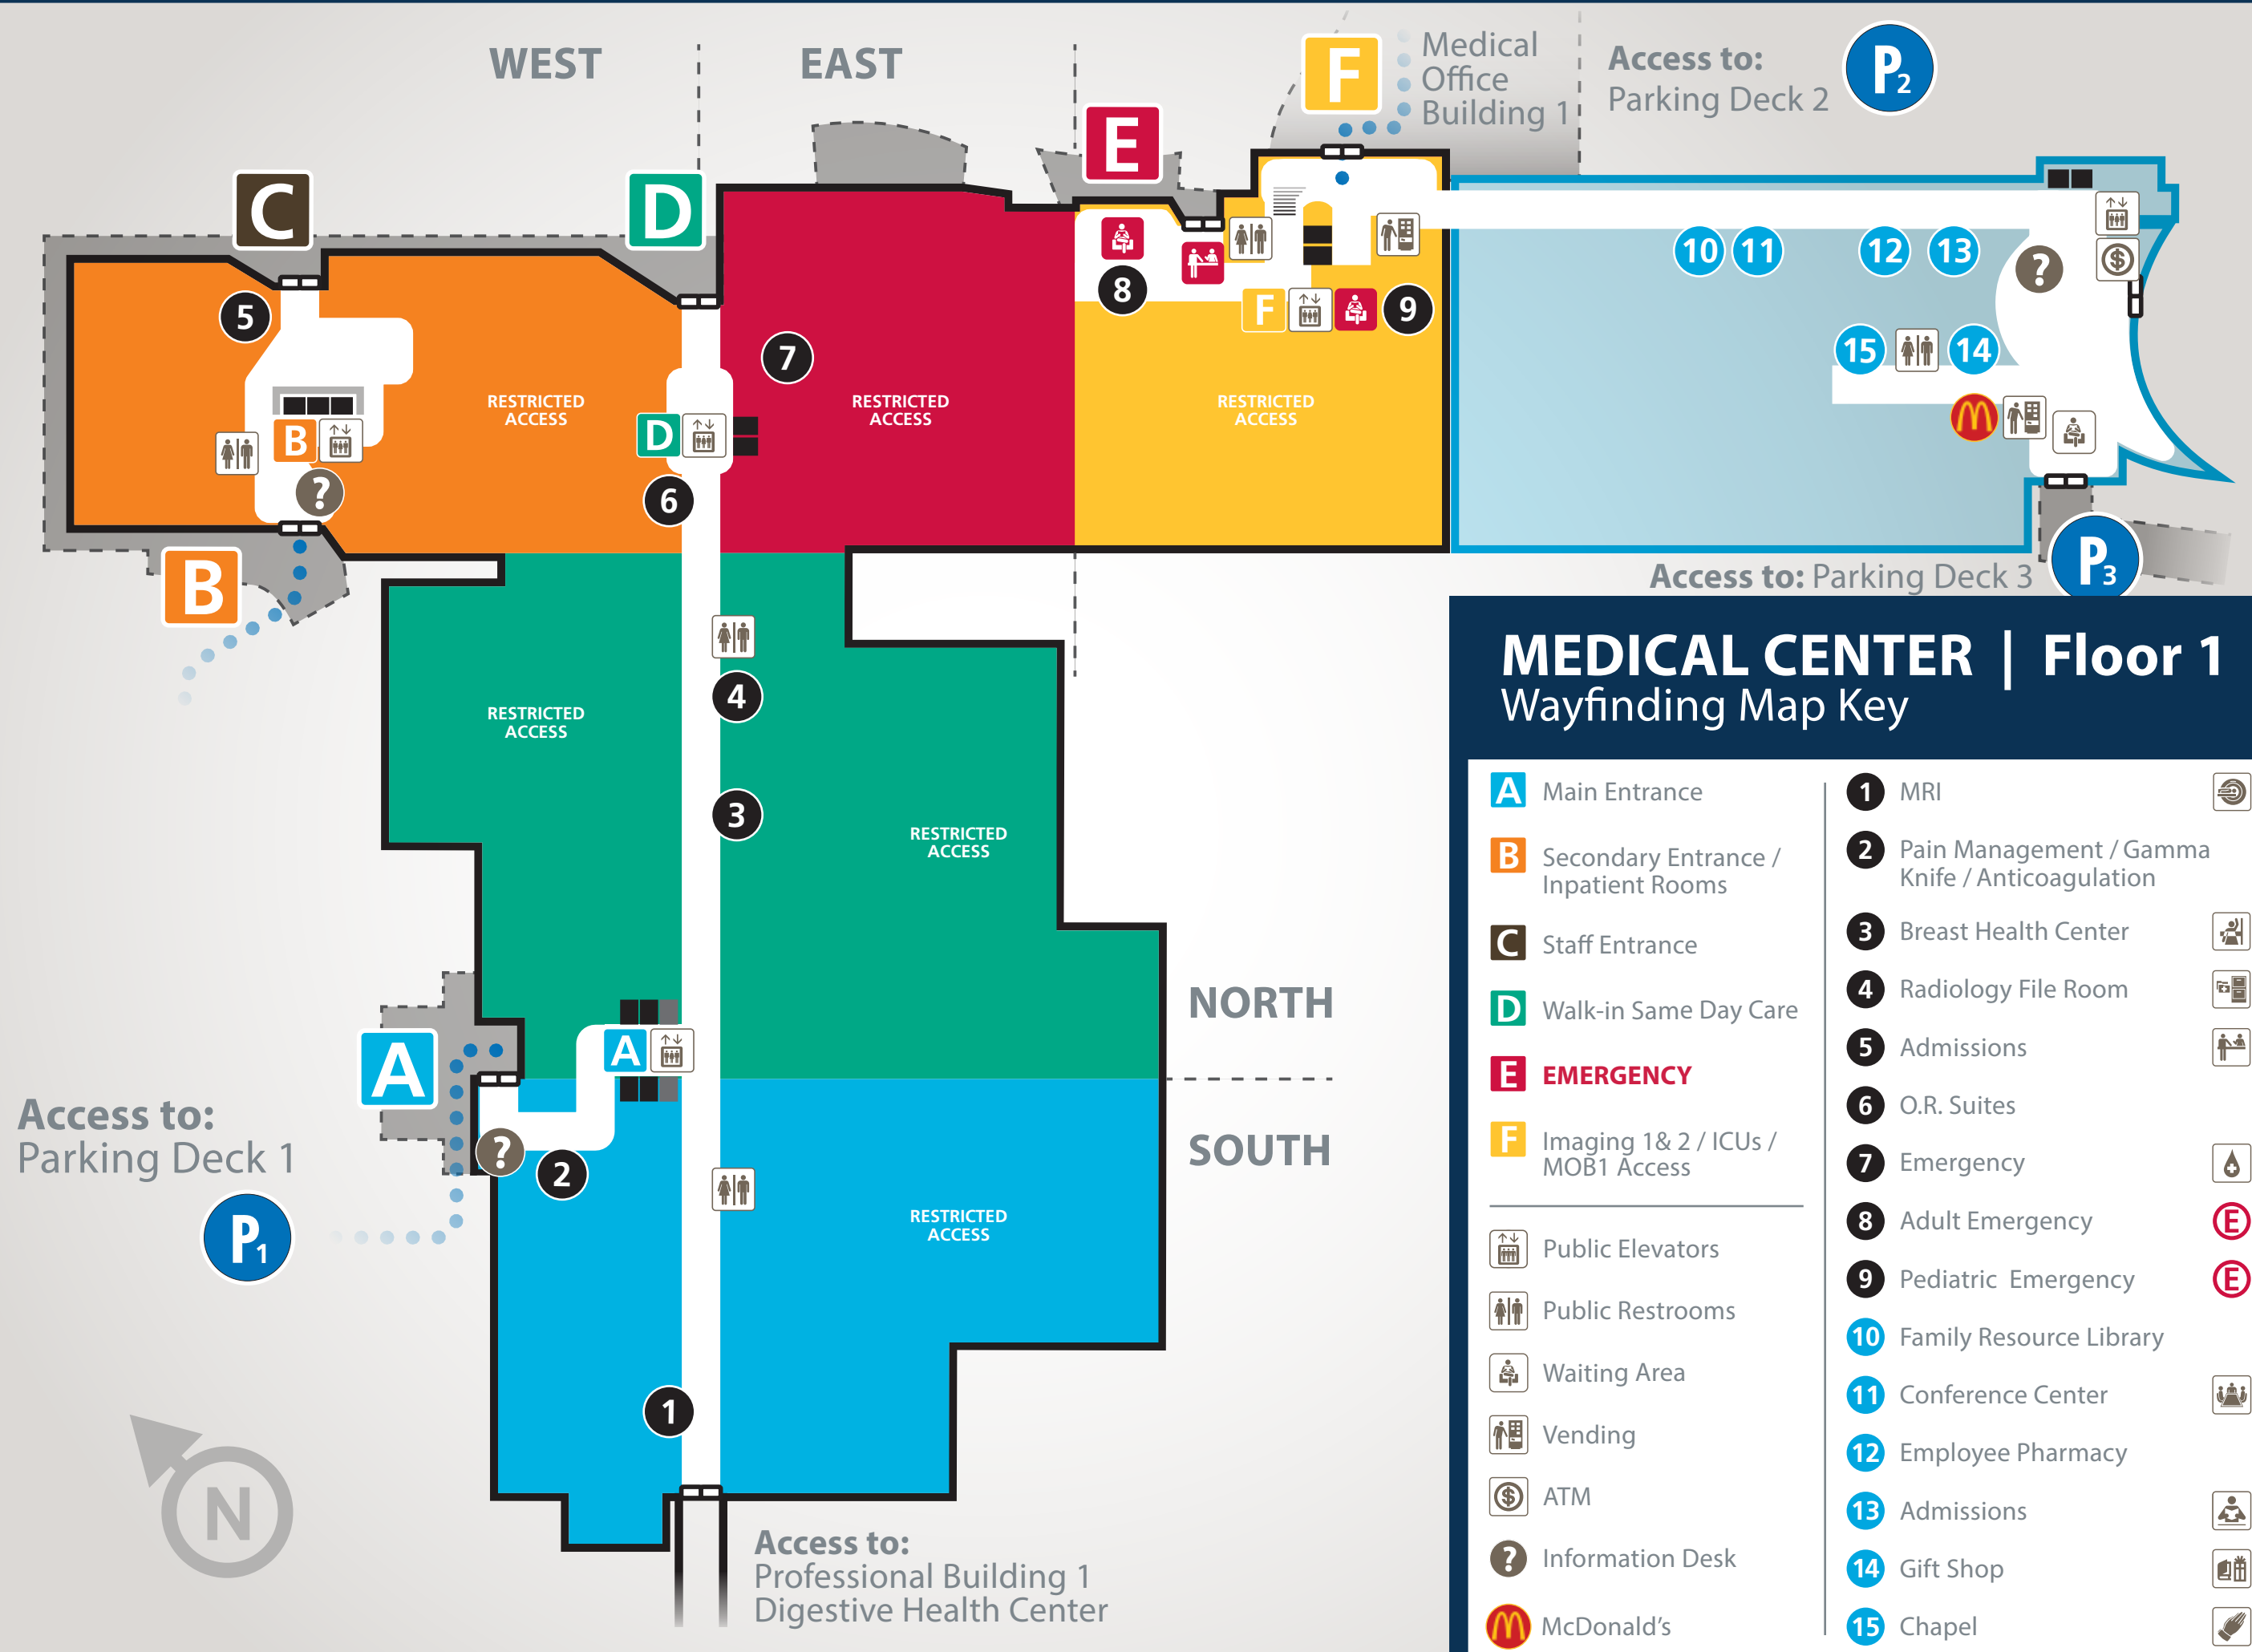 WEST
EAST
F
Medical
Office
Building 1
Access to:
Parking Deck 2
P2
E
C
D
5
8
9
F
10
11
12
13
?
$
7
15
14
RESTRICTED
ACCESS
RESTRICTED
ACCESS
RESTRICTED
ACCESS
B
D
?
6
B
Access to: Parking Deck 3
P3
4
RESTRICTED
ACCESS
3
RESTRICTED
ACCESS
NORTH
A
A
SOUTH
Access to:
Parking Deck 1
P1
?
2
RESTRICTED
ACCESS
1
N
Access to:
Professional Building 1
Digestive Health Center
MEDICAL CENTER | Floor 1
Wayfinding Map Key
A Main Entrance
B Secondary Entrance /
Inpatient Rooms
C Staff Entrance
D Walk-in Same Day Care
E EMERGENCY
F Imaging 1& 2 / ICUs /
MOB1 Access
Public Elevators
Public Restrooms
Waiting Area
Vending
$ ATM
? Information Desk
M McDonald's
1 MRI
2 Pain Management / Gamma
Knife / Anticoagulation
3 Breast Health Center
4 Radiology File Room
5 Admissions
6 O.R. Suites
7 Emergency
8 Adult Emergency E
9 Pediatric Emergency E
10 Family Resource Library
11 Conference Center
12 Employee Pharmacy
13 Admissions
14 Gift Shop
15 Chapel